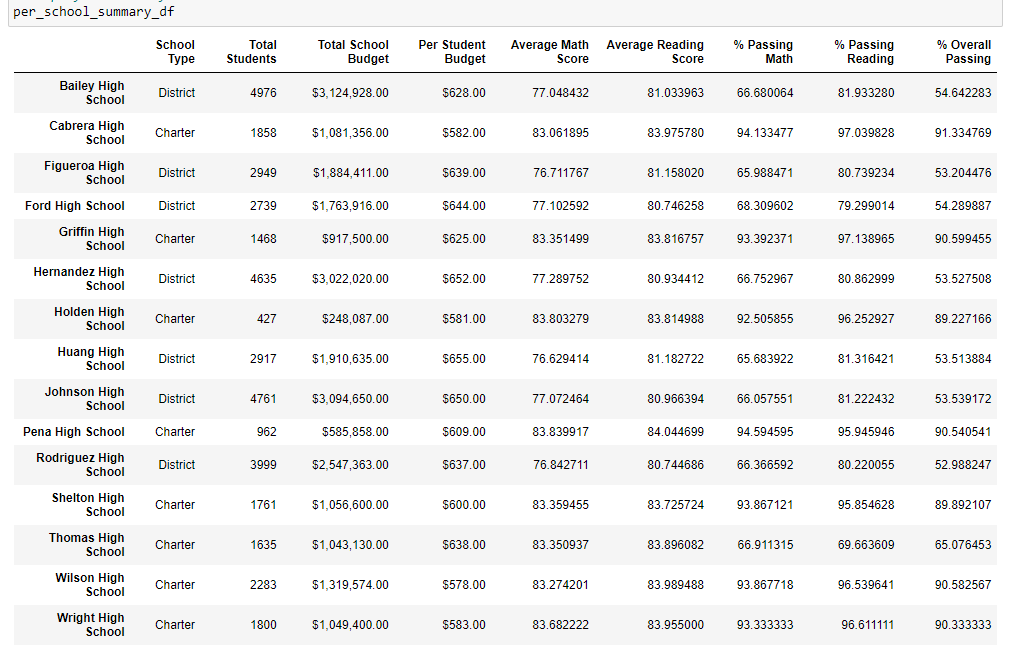 per_school_summary_df
School Type Total Students Total School Budget Per Student Budget Average Math Score Average Reading Score % Passing Math % Passing Reading % Overall Passing
Bailey High School District 4976 $3,124,928.00 $628.00 77.048432 81.033963 66.680064 81.933280 54.642283
Cabrera High School Charter 1858 $1,081,356.00 $582.00 83.061895 83.975780 94.133477 97.039828 91.334769
Figueroa High School District 2949 $1,884,411.00 $639.00 76.711767 81.158020 65.988471 80.739234 53.204476
Ford High School District 2739 $1,763,916.00 $644.00 77.102592 80.746258 68.309602 79.299014 54.289887
Griffin High School Charter 1468 $917,500.00 $625.00 83.351499 83.816757 93.392371 97.138965 90.599455
Hernandez High School District 4635 $3,022,020.00 $652.00 77.289752 80.934412 66.752967 80.862999 53.527508
Holden High School Charter 427 $248,087.00 $581.00 83.803279 83.814988 92.505855 96.252927 89.227166
Huang High School District 2917 $1,910,635.00 $655.00 76.629414 81.182722 65.683922 81.316421 53.513884
Johnson High School District 4761 $3,094,650.00 $650.00 77.072464 80.966394 66.057551 81.222432 53.539172
Pena High School Charter 962 $585,858.00 $609.00 83.839917 84.044699 94.594595 95.945946 90.540541
Rodriguez High School District 3999 $2,547,363.00 $637.00 76.842711 80.744686 66.366592 80.220055 52.988247
Shelton High School Charter 1761 $1,056,600.00 $600.00 83.359455 83.725724 93.867121 95.854628 89.892107
Thomas High School Charter 1635 $1,043,130.00 $638.00 83.350937 83.896082 66.911315 69.663609 65.076453
Wilson High School Charter 2283 $1,319,574.00 $578.00 83.274201 83.989488 93.867718 96.539641 90.582567
Wright High School Charter 1800 $1,049,400.00 $583.00 83.682222 83.955000 93.333333 96.611111 90.333333